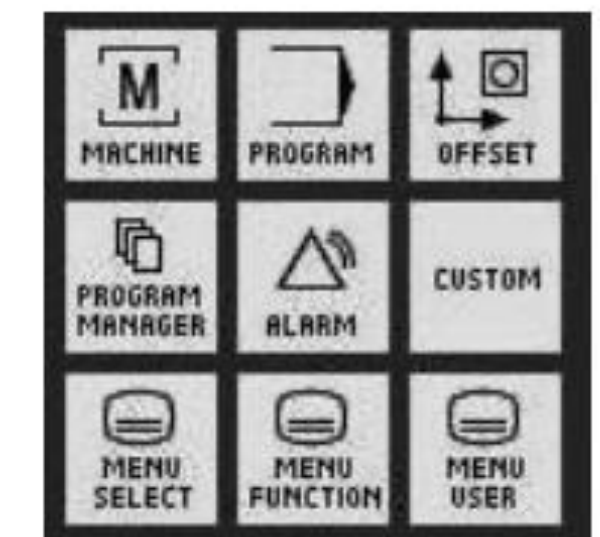 M
MACHINE
PROGRAM
OFFSET
PROGRAM
MANAGER
ALARM
CUSTOM
MENU
SELECT
MENU
FUNCTION
MENU
USER